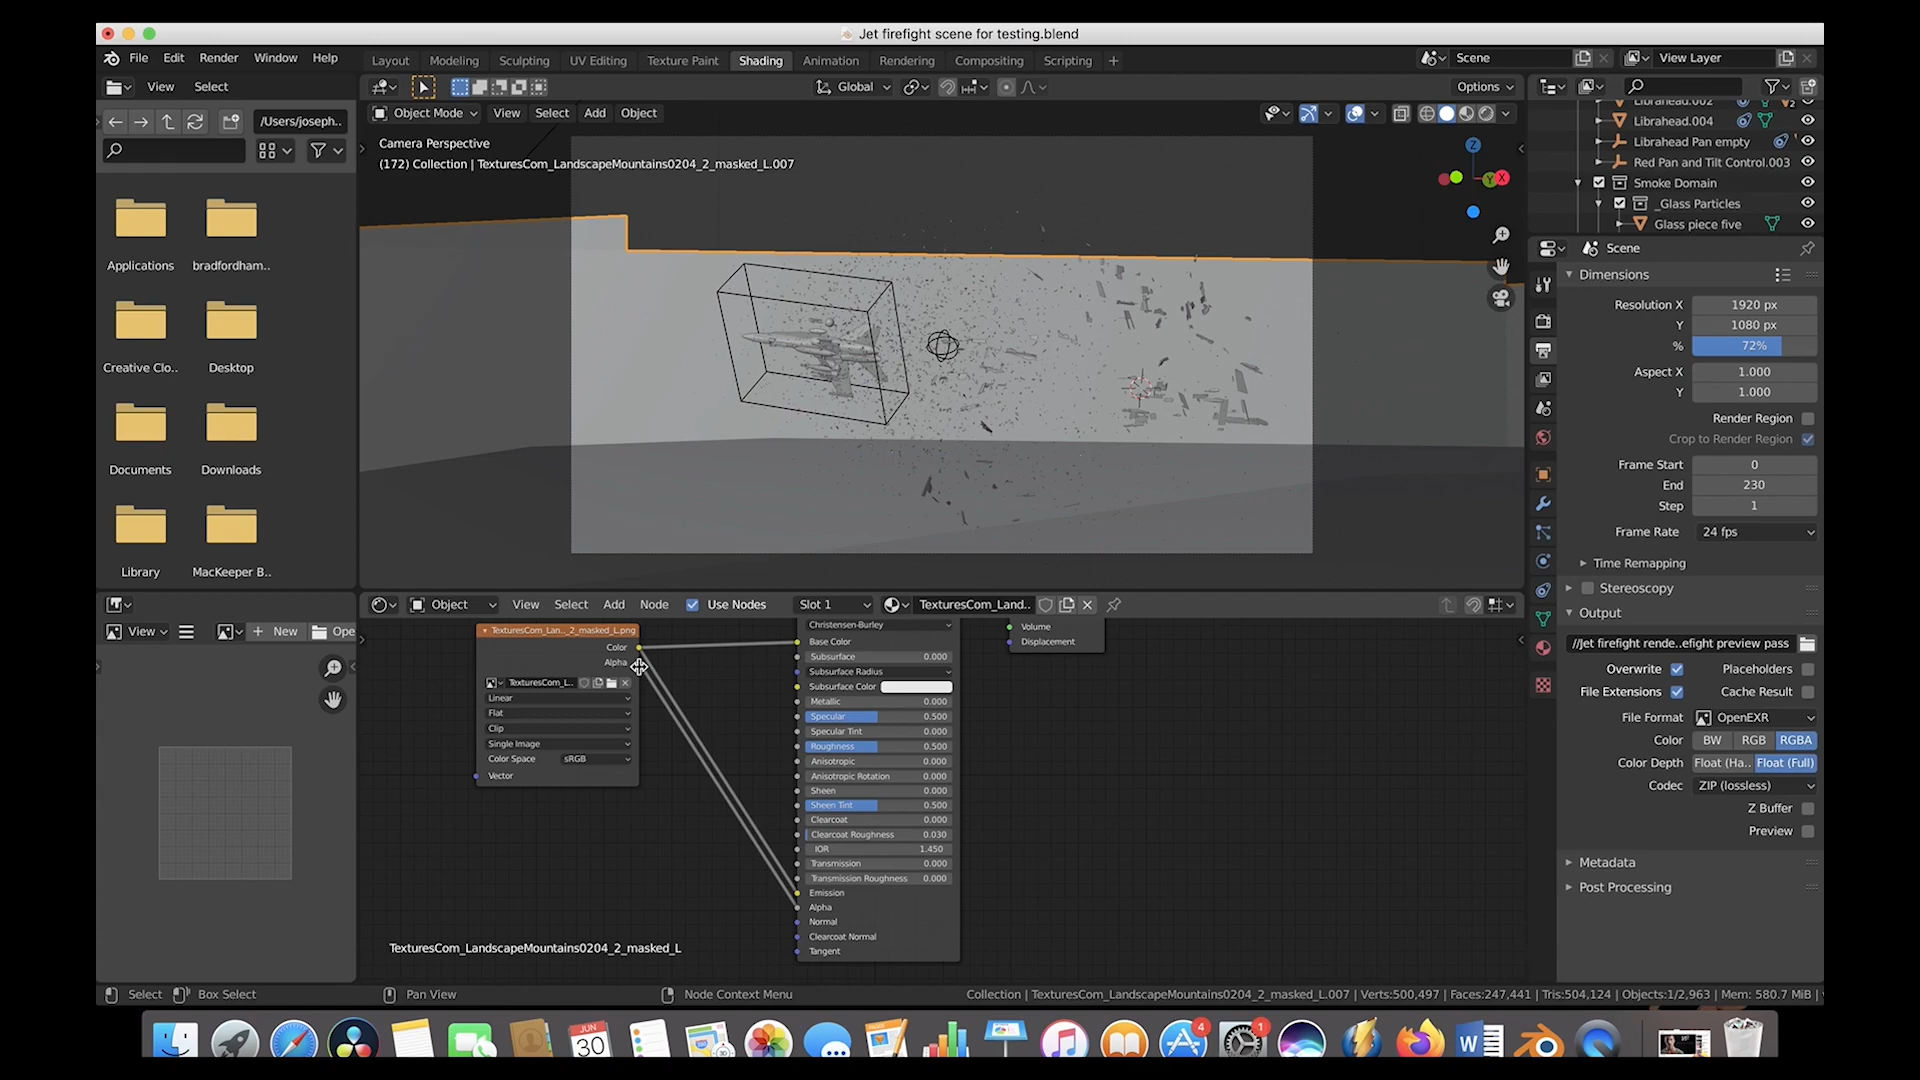 Jet firefight scene for testing.blend
File Edit Render Window Help
Layout Modeling Sculpting UV Editing Texture Paint Shading Animation Rendering Compositing Scripting +
Scene
View Layer
View Select
Global
Options
/Users/joseph..
Object Mode View Select Add Object
Camera Perspective
(172) Collection | TexturesCom_LandscapeMountains0204_2_masked_L.007
Z
Y
X
Applications
bradfordham..
Creative Clo..
Desktop
Documents
Downloads
Library
MacKeeper B..
Librahead.002
Librahead.004
Librahead Pan empty
Red Pan and Tilt Control.003
Smoke Domain
_Glass Particles
Glass piece five
Scene
Dimensions
Resolution X 1920 px
Y 1080 px
% 72%
Aspect X 1.000
Y 1.000
Render Region
Crop to Render Region
Frame Start 0
End 230
Step 1
Frame Rate 24 fps
Time Remapping
Stereoscopy
Output
//Jet firefight rende..efight preview pass
Overwrite
Placeholders
File Extensions
Cache Result
File Format OpenEXR
Color BW RGB RGBA
Color Depth Float (Ha.. Float (Full)
Codec ZIP (lossless)
Z Buffer
Preview
Metadata
Post Processing
View
+ New
Ope
Object View Select Add Node Use Nodes Slot 1 TexturesCom_Land..
TexturesCom_Lan.._2_masked_L.png
Color
Alpha
TexturesCom_L..
Linear
Flat
Clip
Single Image
Color Space sRGB
Vector
Christensen-Burley
Base Color
Subsurface 0.000
Subsurface Radius
Subsurface Color
Metallic 0.000
Specular 0.500
Specular Tint 0.000
Roughness 0.500
Anisotropic 0.000
Anisotropic Rotation 0.000
Sheen 0.000
Sheen Tint 0.500
Clearcoat 0.000
Clearcoat Roughness 0.030
IOR 1.450
Transmission 0.000
Transmission Roughness 0.000
Emission
Alpha
Normal
Clearcoat Normal
Tangent
Volume
Displacement
TexturesCom_LandscapeMountains0204_2_masked_L
Select
Box Select
Pan View
Node Context Menu
Collection | TexturesCom_LandscapeMountains0204_2_masked_L.007 | Verts:500,497 | Faces:247,441 | Tris:504,124 | Objects:1/2,963 | Mem: 580.7 MiB |
JUN
30
4
1
W